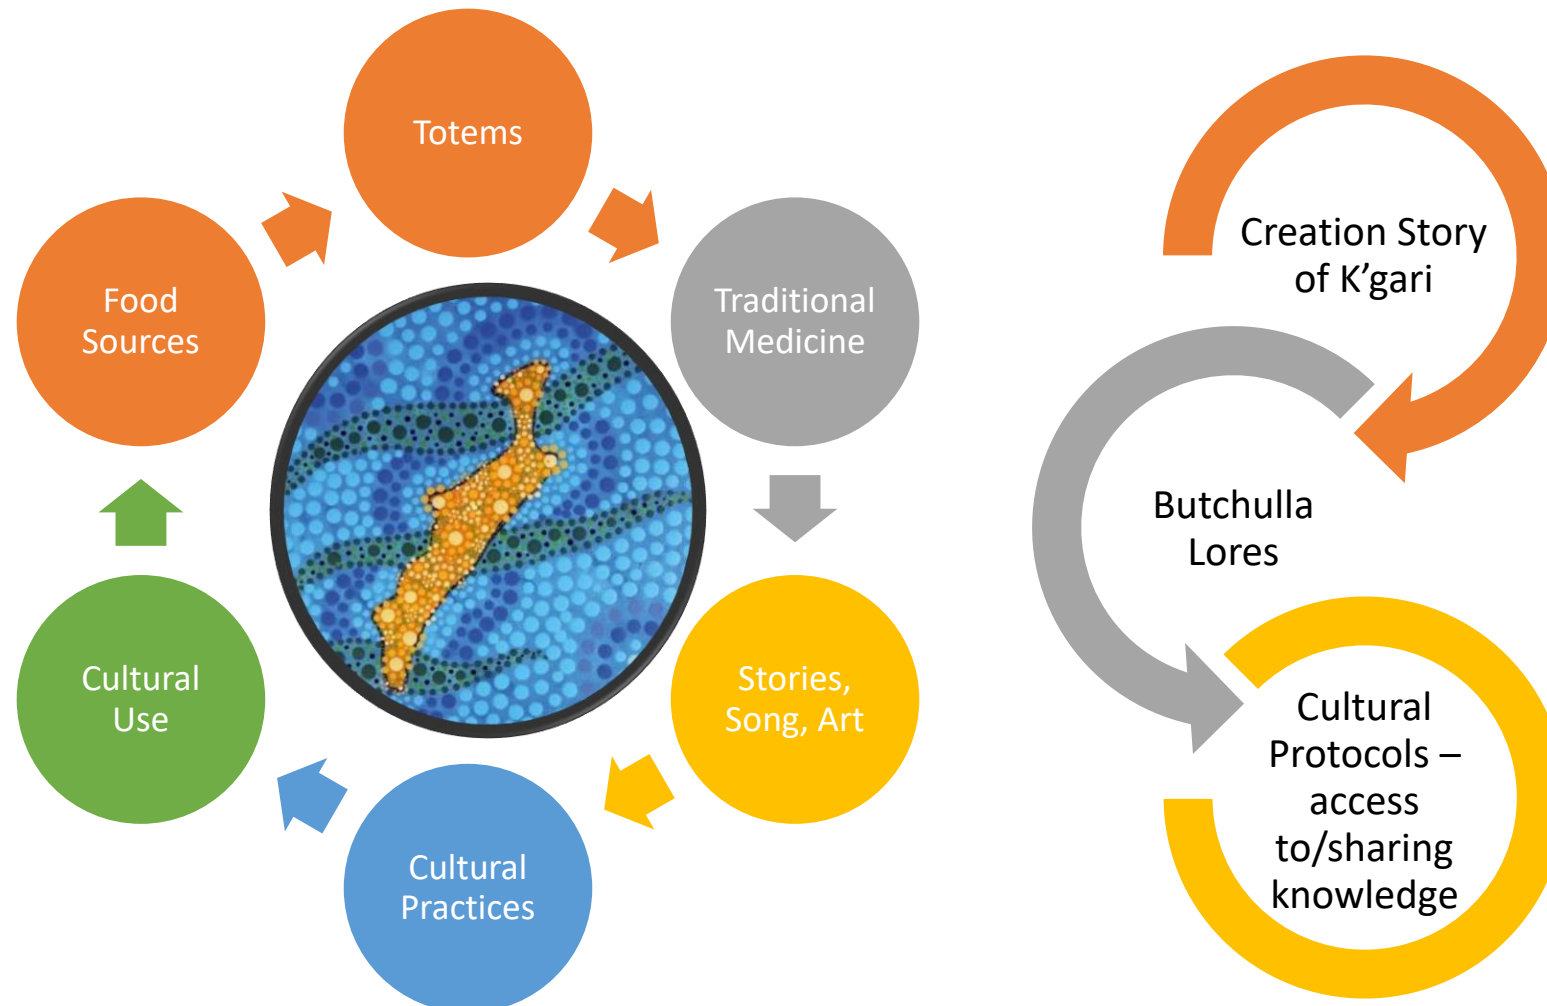 Totems
Traditional
Medicine
Stories,
Song, Art
Cultural
Practices
Cultural
Use
Food
Sources
Creation Story
of K’gari
Butchulla
Lores
Cultural
Protocols –
access
to/sharing
knowledge